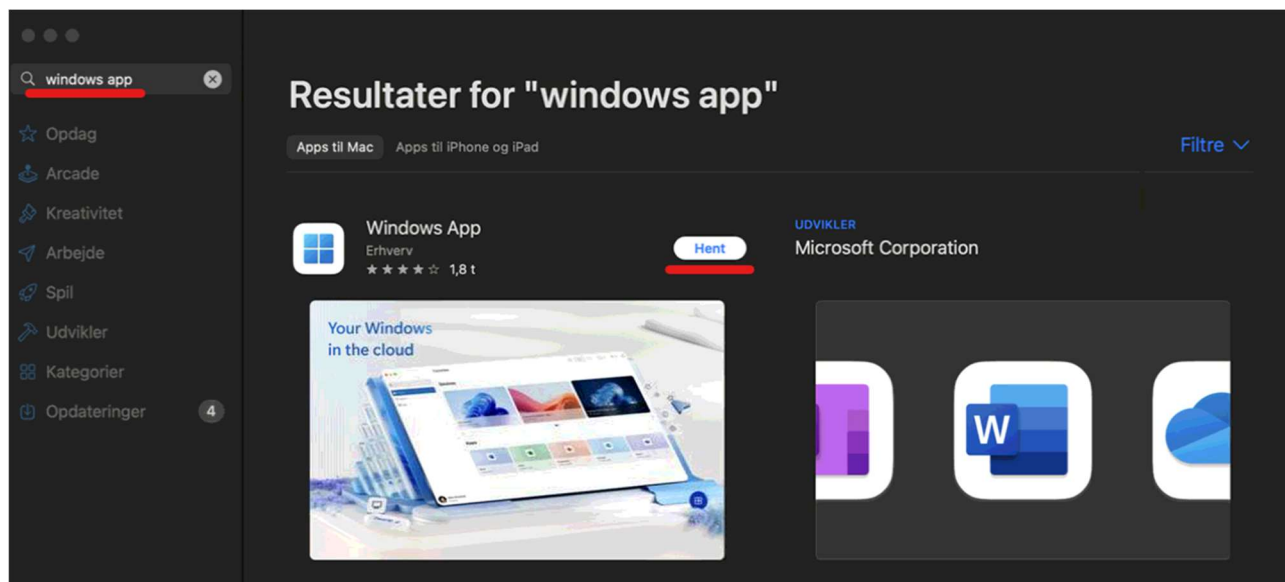 windows app
Opdag
Arcade
Kreativitet
Arbejde
Spil
Udvikler
Kategorier
Opdateringer 4
Resultater for "windows app"
Apps til Mac Apps til iPhone og iPad Filtre
Windows App
Erhverv
1,8 t
Hent
UDVIKLER
Microsoft Corporation
Your Windows
in the cloud
W